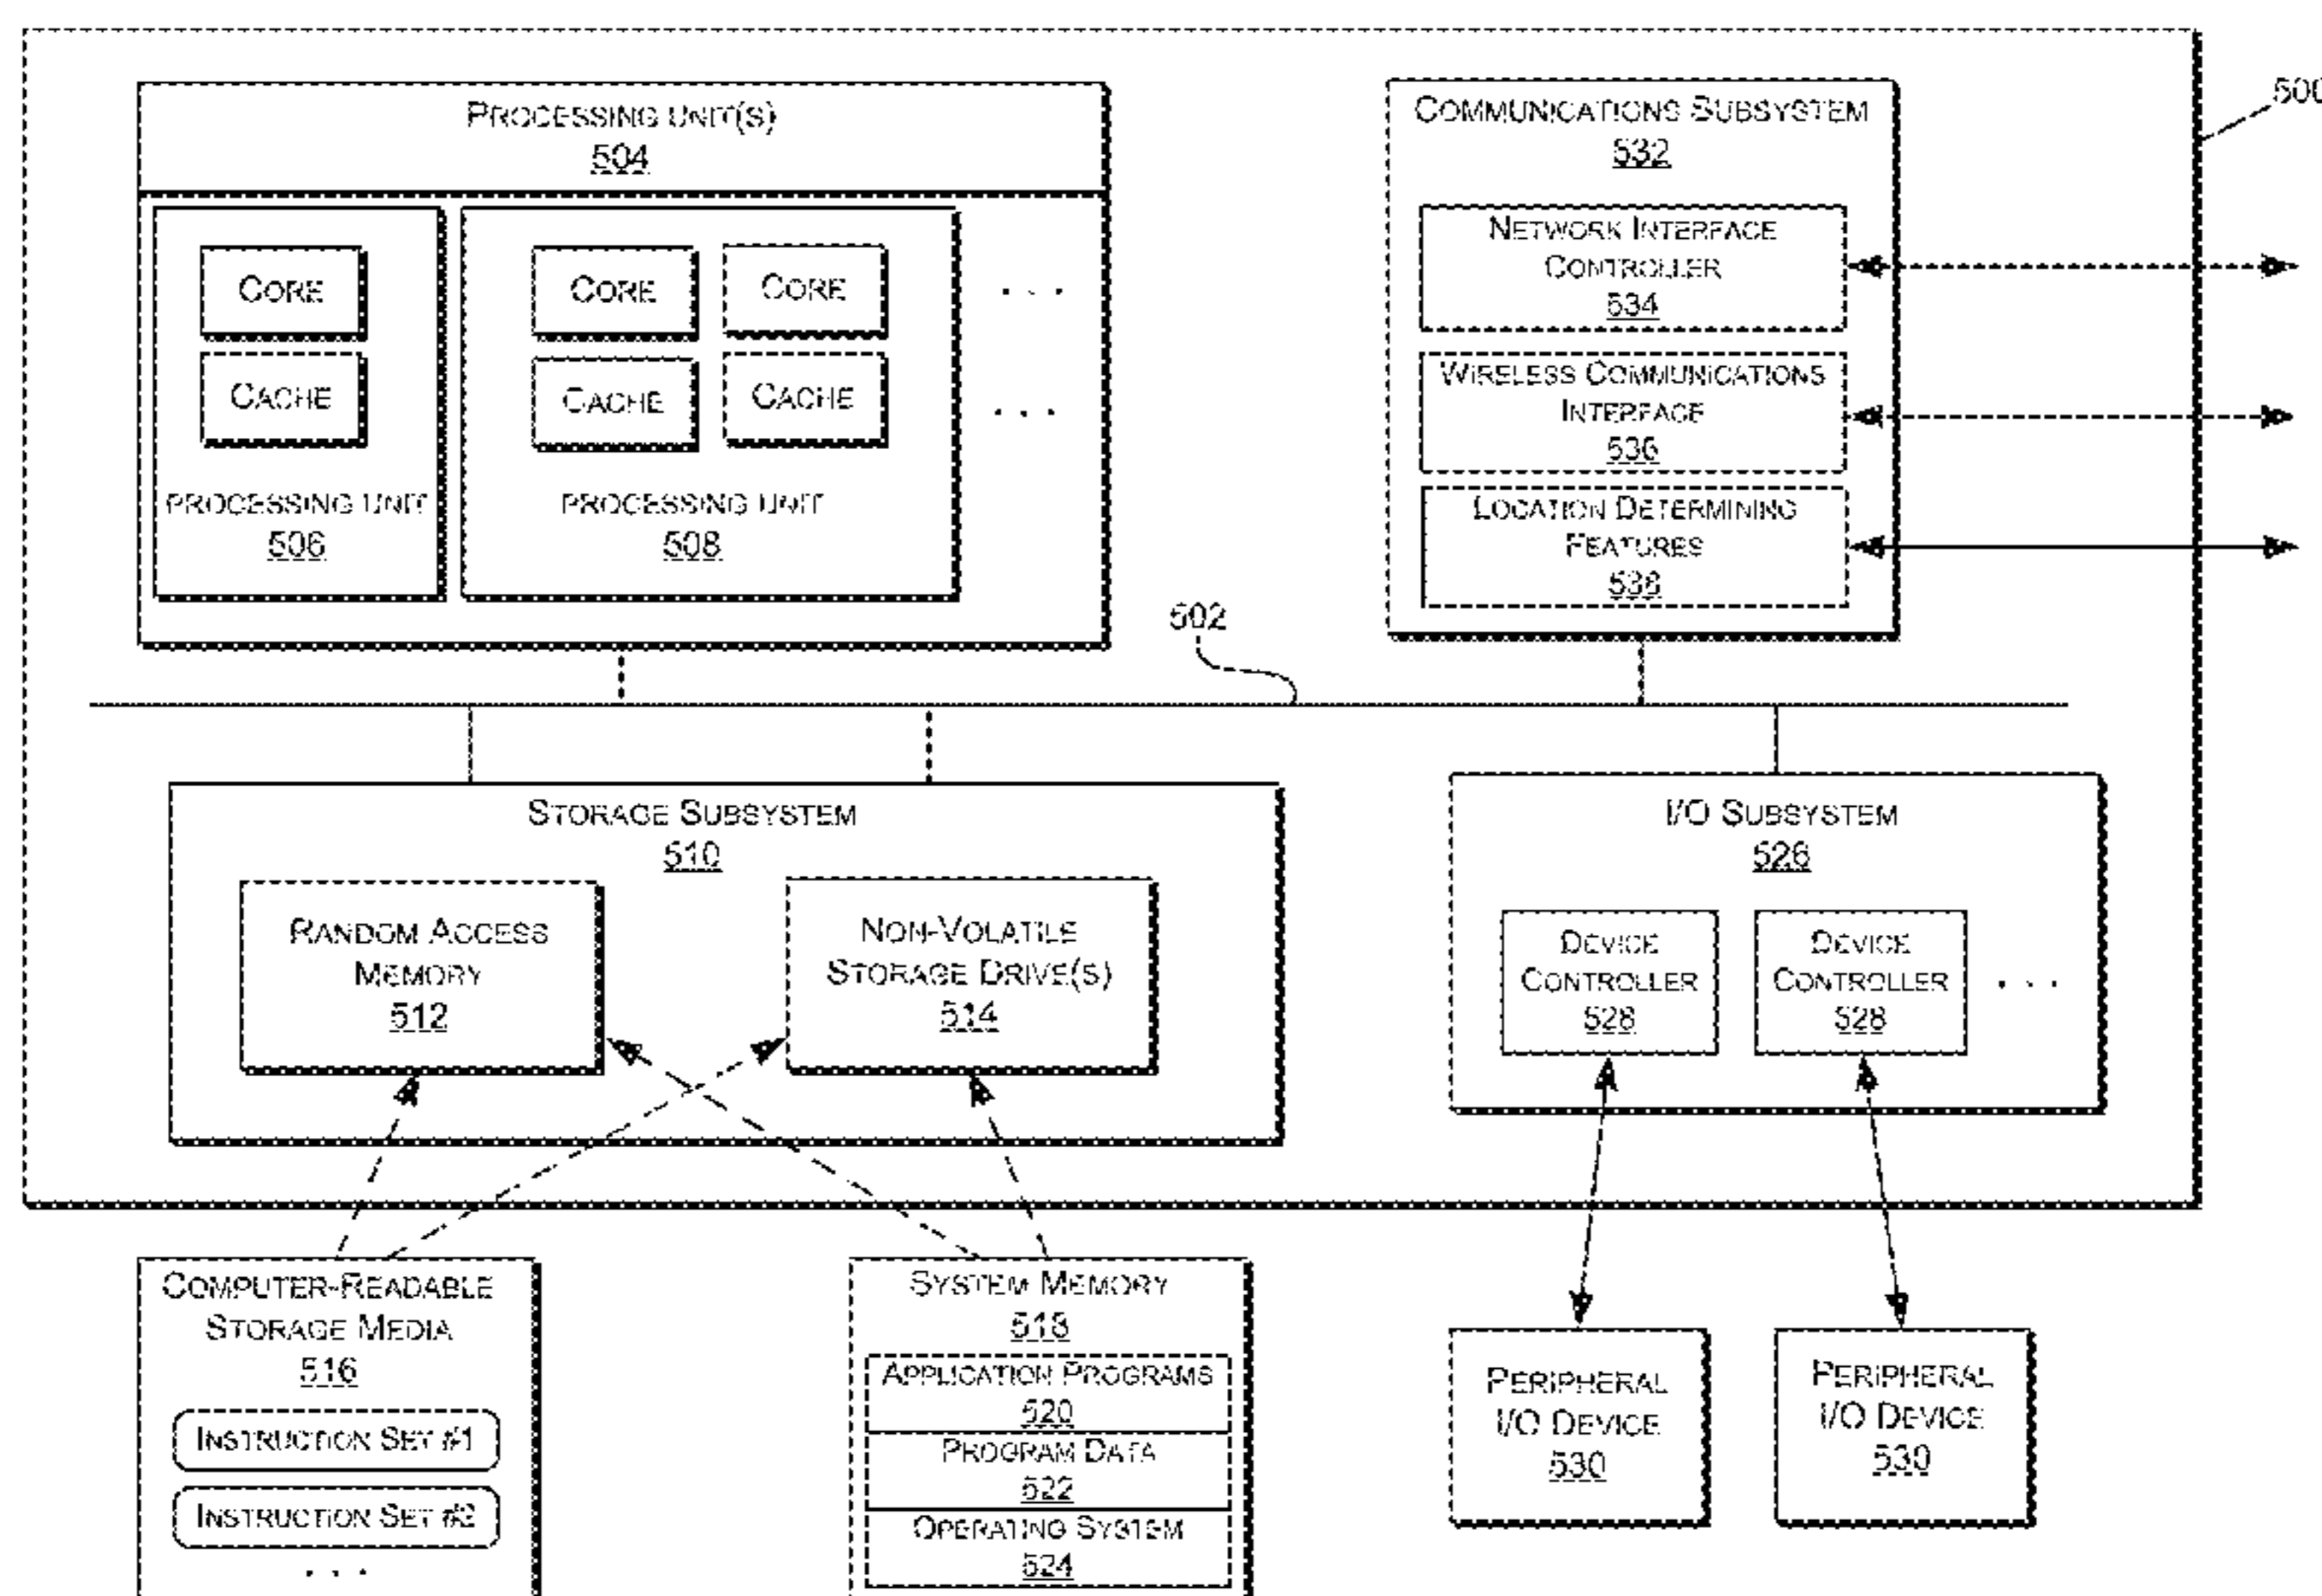 500
PROCESSING UNIT(S)
504
CORE
CACHE
PROCESSING UNIT
506
CORE
CORE
. . .
CACHE
CACHE
. . .
PROCESSING UNIT
508
COMMUNICATIONS SUBSYSTEM
532
NETWORK INTERFACE
CONTROLLER
534
WIRELESS COMMUNICATIONS
INTERFACE
536
LOCATION DETERMINING
FEATURES
538
502
STORAGE SUBSYSTEM
510
RANDOM ACCESS
MEMORY
512
NON-VOLATILE
STORAGE DRIVE(S)
514
I/O SUBSYSTEM
526
DEVICE
CONTROLLER
528
DEVICE
CONTROLLER
528
. . .
COMPUTER-READABLE
STORAGE MEDIA
516
INSTRUCTION SET #1
INSTRUCTION SET #2
. . .
SYSTEM MEMORY
518
APPLICATION PROGRAMS
520
PROGRAM DATA
522
OPERATING SYSTEM
524
PERIPHERAL
I/O DEVICE
530
PERIPHERAL
I/O DEVICE
530